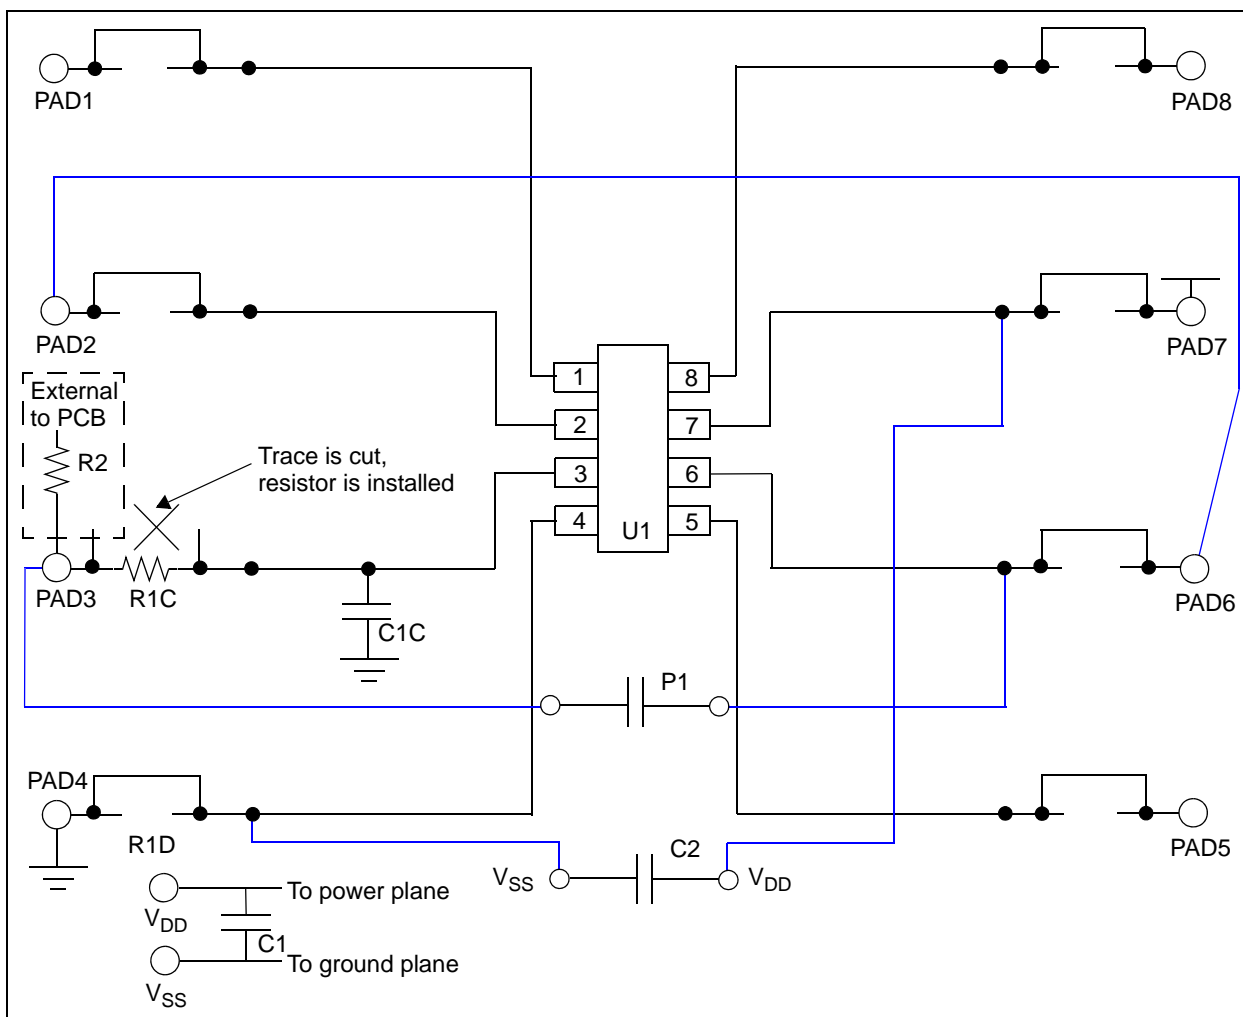 PAD1
PAD8
PAD2
PAD7
External
to PCB
R2
Trace is cut,
resistor is installed
1
2
3
4
8
7
6
5
U1
PAD3
R1C
C1C
PAD6
P1
PAD4
R1D
C2
VSS
VDD
PAD5
VDD
To power plane
C1
To ground plane
VSS